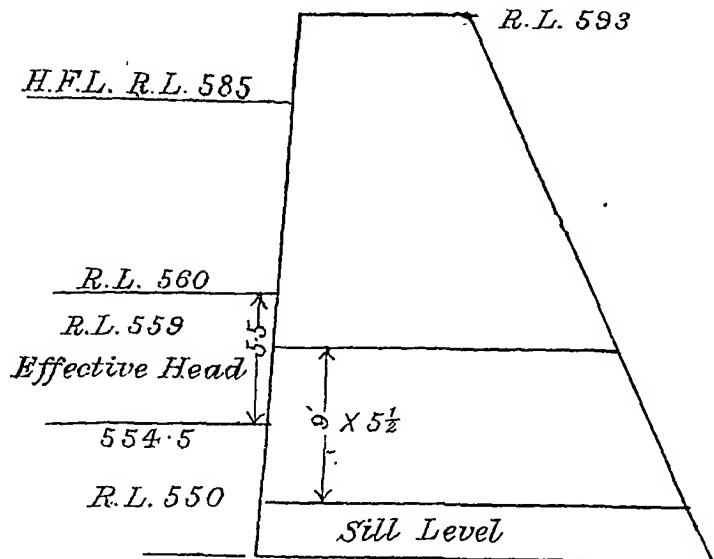 R.L. 593
H.F.L. R.L. 585
R.L. 560
R.L. 559
5.5
Effective Head
9' X 5½
554.5
R.L. 550
Sill Level